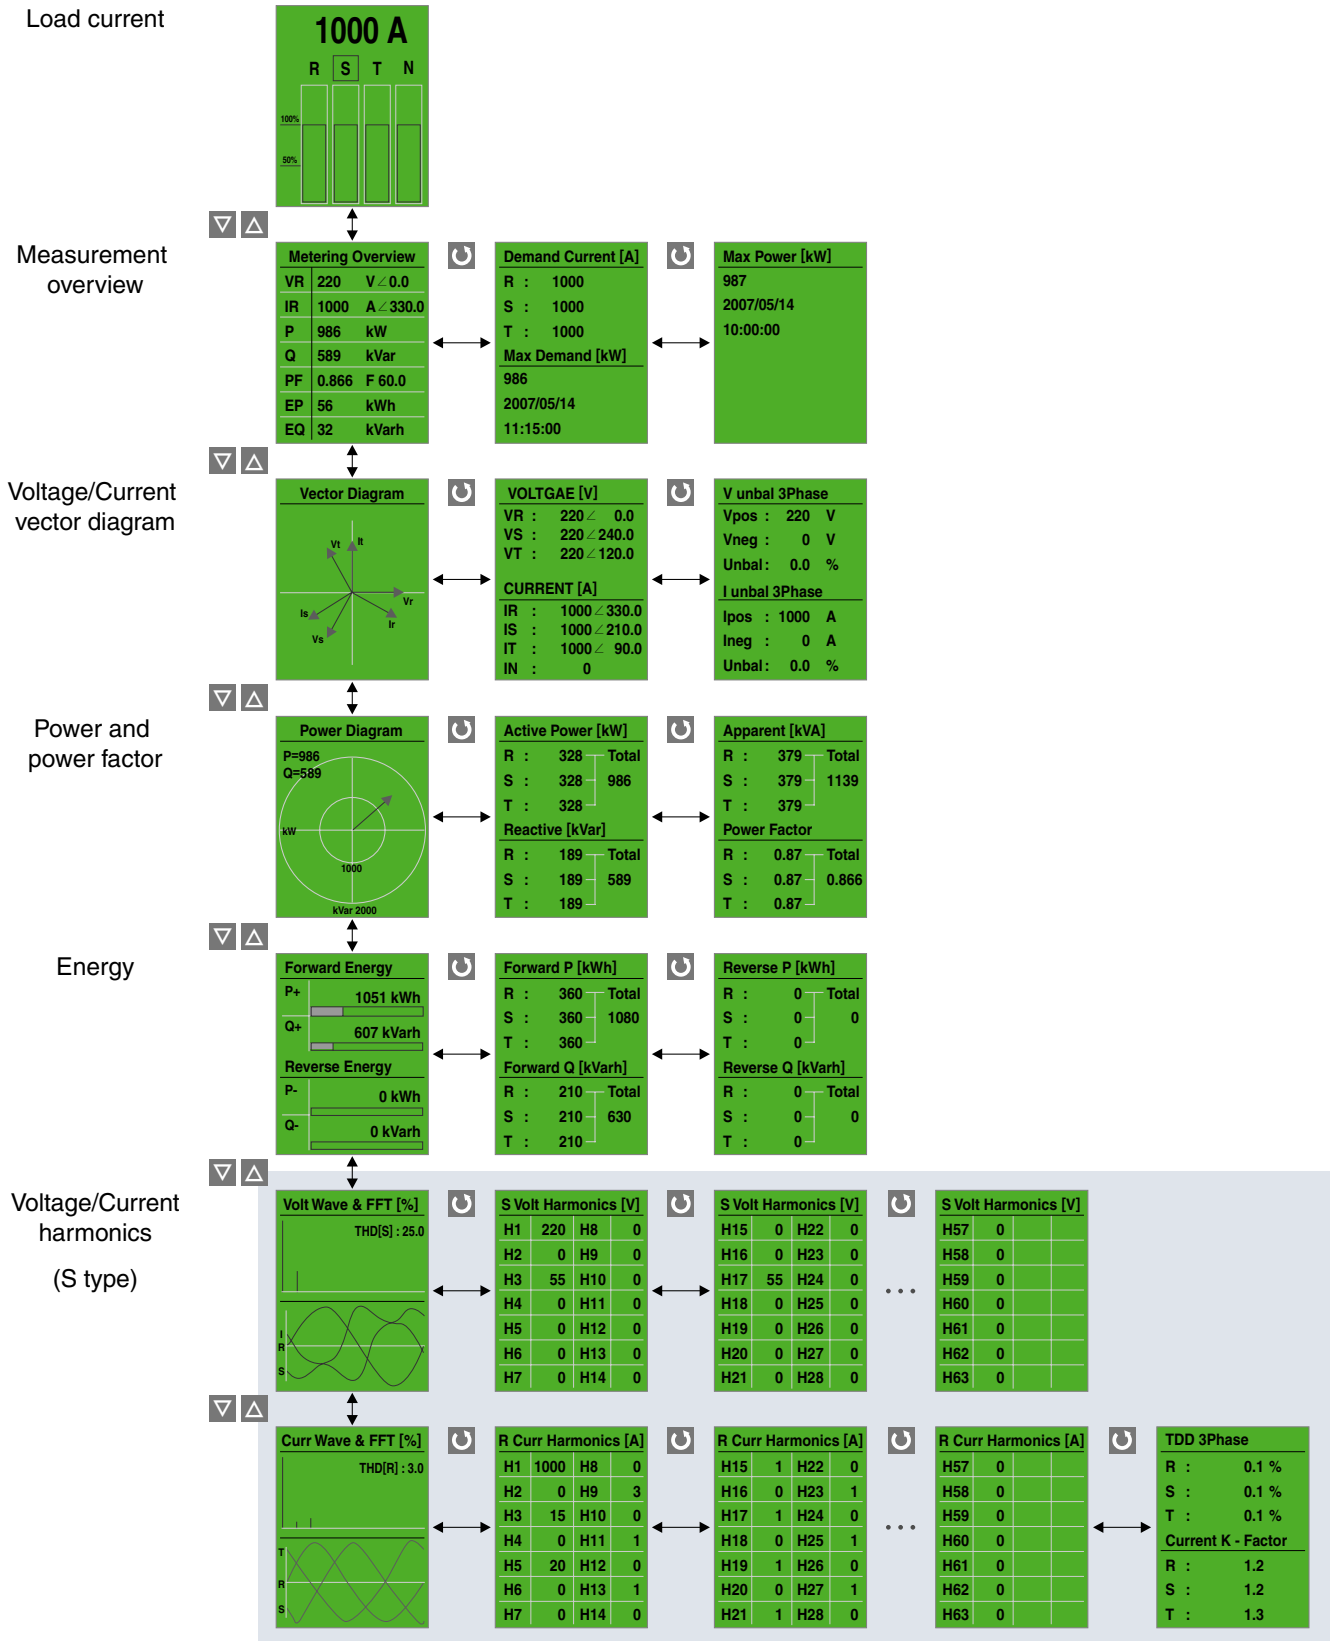 Load current
1000 A
R S T N
100%
50%
Measurement
overview
Metering Overview
VR 220 V∠0.0
IR 1000 A∠330.0
P 986 kW
Q 589 kVar
PF 0.866 F 60.0
EP 56 kWh
EQ 32 kVarh
Demand Current [A]
R : 1000
S : 1000
T : 1000
Max Demand [kW]
986
2007/05/14
11:15:00
Max Power [kW]
987
2007/05/14
10:00:00
Voltage/Current
vector diagram
Vector Diagram
Vt It
Vr
Is
Ir
Vs
VOLTGAE [V]
VR : 220∠ 0.0
VS : 220∠240.0
VT : 220∠120.0
CURRENT [A]
IR : 1000∠330.0
IS : 1000∠210.0
IT : 1000∠ 90.0
IN : 0
V unbal 3Phase
Vpos : 220 V
Vneg : 0 V
Unbal : 0.0 %
I unbal 3Phase
Ipos : 1000 A
Ineg : 0 A
Unbal : 0.0 %
Power and
power factor
Power Diagram
P=986
Q=589
kW
1000
kVar 2000
Active Power [kW]
R : 328 Total
S : 328 986
T : 328
Reactive [kVar]
R : 189 Total
S : 189 589
T : 189
Apparent [kVA]
R : 379 Total
S : 379 1139
T : 379
Power Factor
R : 0.87 Total
S : 0.87 0.866
T : 0.87
Energy
Forward Energy
P+ 1051 kWh
Q+ 607 kVarh
Reverse Energy
P- 0 kWh
Q- 0 kVarh
Forward P [kWh]
R : 360 Total
S : 360 1080
T : 360
Forward Q [kVarh]
R : 210 Total
S : 210 630
T : 210
Reverse P [kWh]
R : 0 Total
S : 0 0
T : 0
Reverse Q [kVarh]
R : 0 Total
S : 0 0
T : 0
Voltage/Current
harmonics
(S type)
Volt Wave & FFT [%]
THD[S] : 25.0
I
R
S
S Volt Harmonics [V]
H1 220 H8 0
H2 0 H9 0
H3 55 H10 0
H4 0 H11 0
H5 0 H12 0
H6 0 H13 0
H7 0 H14 0
S Volt Harmonics [V]
H15 0 H22 0
H16 0 H23 0
H17 55 H24 0
H18 0 H25 0
H19 0 H26 0
H20 0 H27 0
H21 0 H28 0
• • •
S Volt Harmonics [V]
H57 0
H58 0
H59 0
H60 0
H61 0
H62 0
H63 0
Curr Wave & FFT [%]
THD[R] : 3.0
T
R
S
R Curr Harmonics [A]
H1 1000 H8 0
H2 0 H9 3
H3 15 H10 0
H4 0 H11 1
H5 20 H12 0
H6 0 H13 1
H7 0 H14 0
R Curr Harmonics [A]
H15 1 H22 0
H16 0 H23 1
H17 1 H24 0
H18 0 H25 1
H19 1 H26 0
H20 0 H27 1
H21 1 H28 0
• • •
R Curr Harmonics [A]
H57 0
H58 0
H59 0
H60 0
H61 0
H62 0
H63 0
TDD 3Phase
R : 0.1 %
S : 0.1 %
T : 0.1 %
Current K - Factor
R : 1.2
S : 1.2
T : 1.3